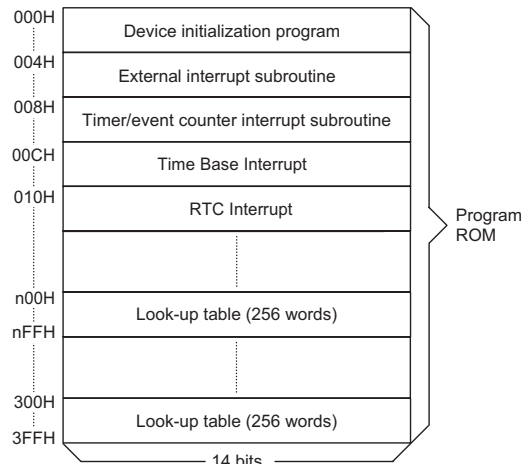 000H
Device initialization program
004H
External interrupt subroutine
008H
Timer/event counter interrupt subroutine
00CH
Time Base Interrupt
010H
RTC Interrupt
Program
ROM
n00H
Look-up table (256 words)
nFFH
300H
Look-up table (256 words)
3FFH
14 bits